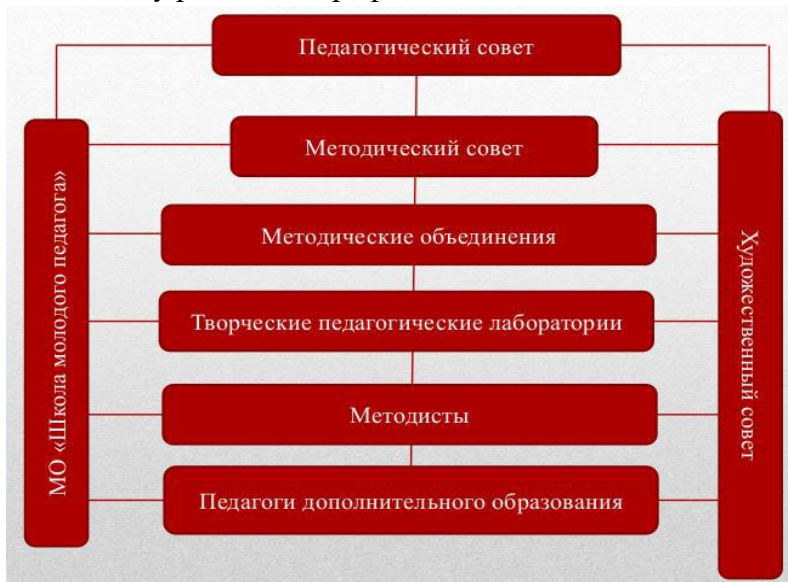 Педагогический совет
Методический совет
Методические объединения
Творческие педагогические лаборатории
Методисты
Педагоги дополнительного образования
МО «Школа молодого педагога»
Художественный совет